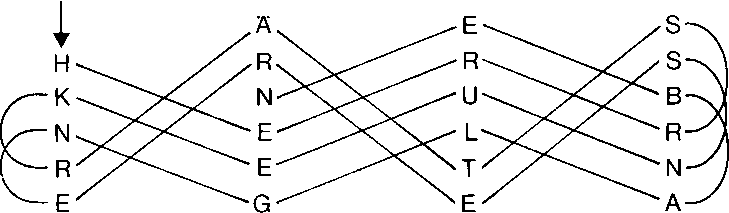 Ä E S
H R R S
K N U B
N E L R
R E T N
E G E A